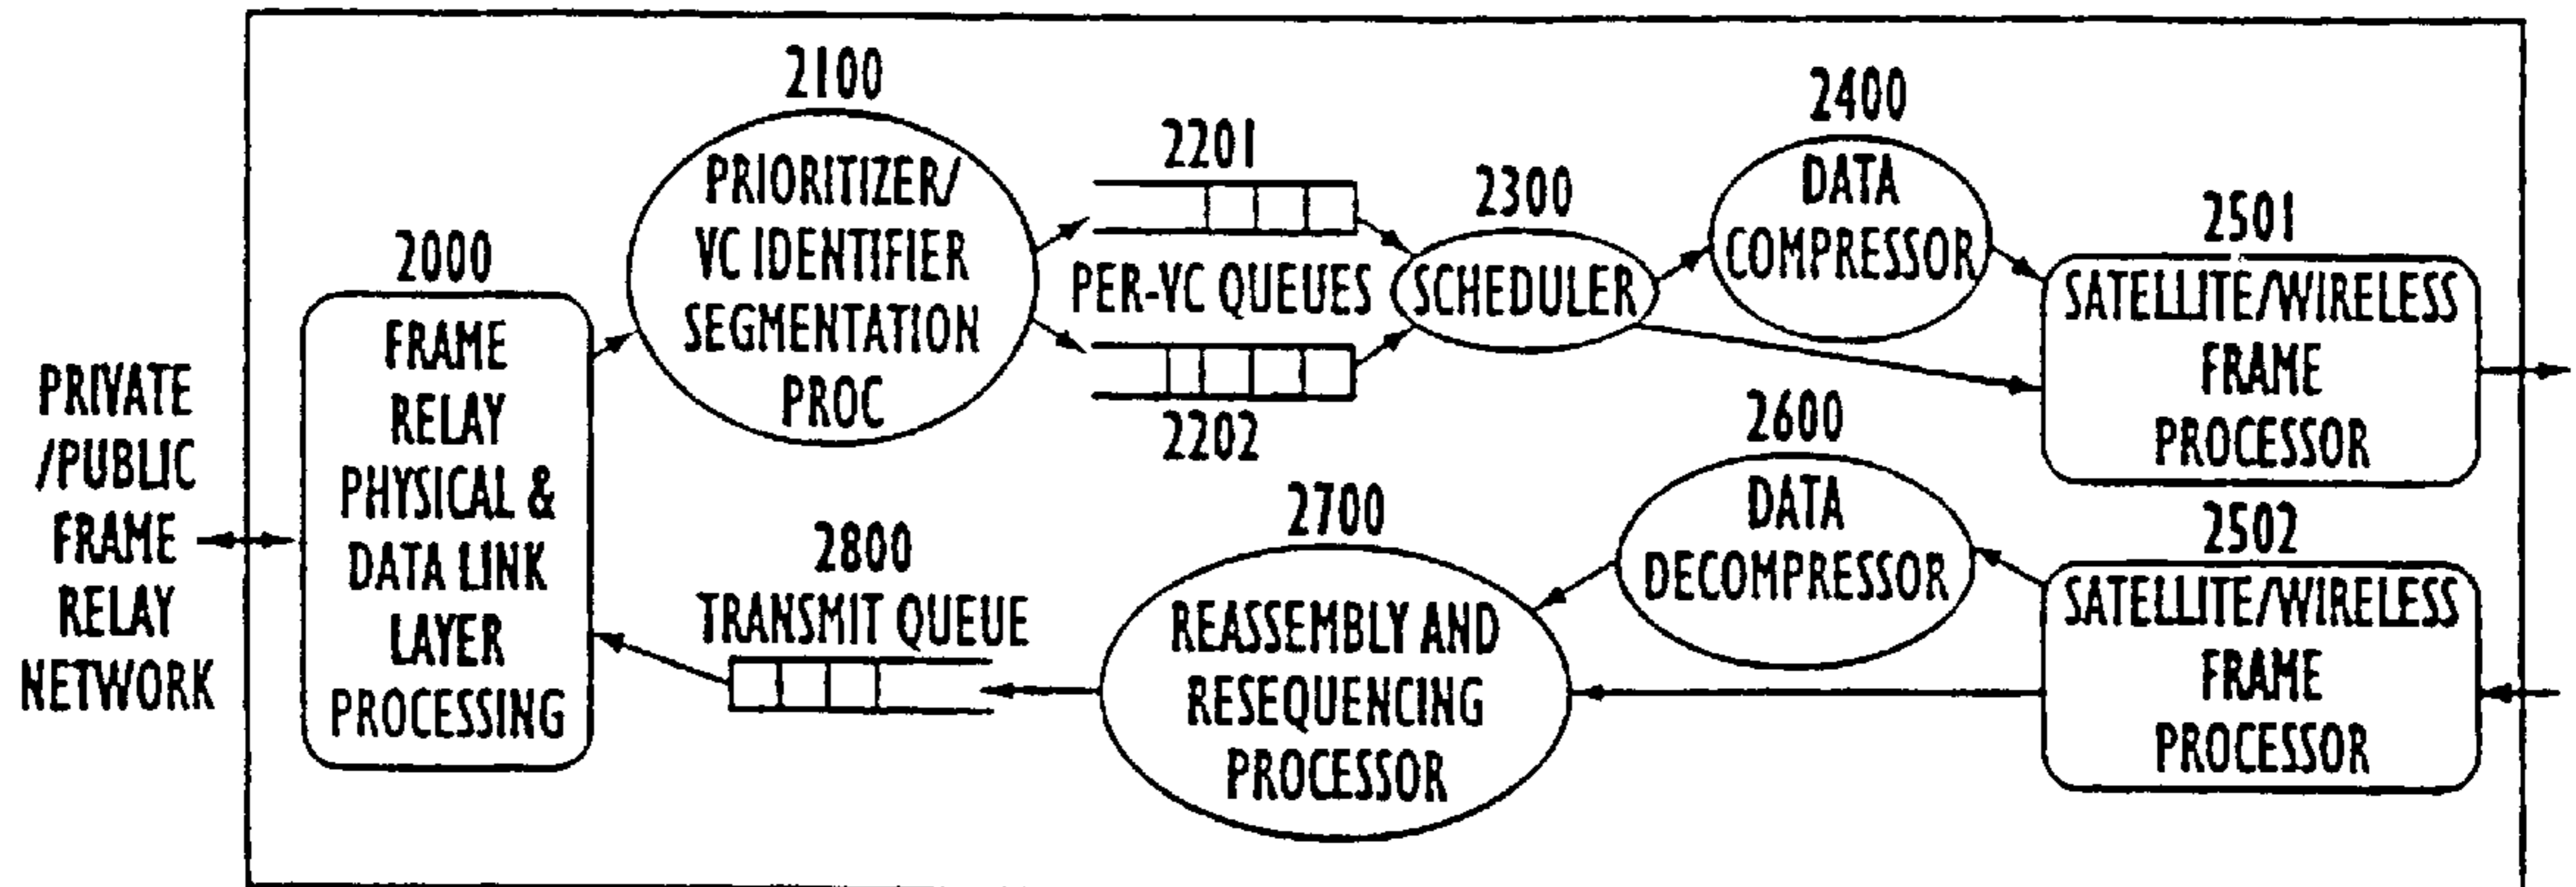 PRIVATE
/PUBLIC
FRAME
RELAY
NETWORK
2000
FRAME
RELAY
PHYSICAL &
DATA LINK
LAYER
PROCESSING
2100
PRIORITIZER/
VC IDENTIFIER
SEGMENTATION
PROC
2201
PER-VC QUEUES
2202
2300
SCHEDULER
2400
DATA
COMPRESSOR
2501
SATELLITE/WIRELESS
FRAME
PROCESSOR
2502
SATELLITE/WIRELESS
FRAME
PROCESSOR
2600
DATA
DECOMPRESSOR
2700
REASSEMBLY AND
RESEQUENCING
PROCESSOR
2800
TRANSMIT QUEUE